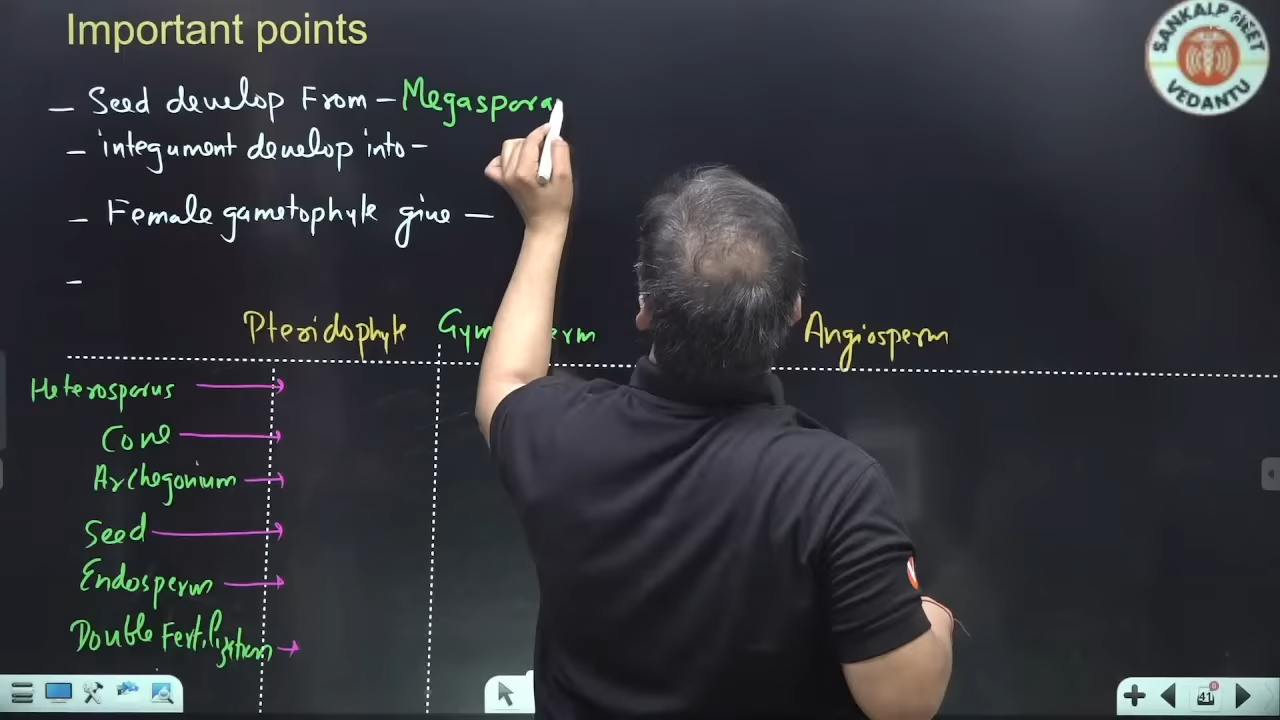 Important points
SANKALP NEET
VEDANTU
– Seed develop From – Megaspora
– integument develop into –
– Female gametophyte give –
–
Pteridophyte Gym erm Angiosperm
Heterosporus
Cone
Archegonium
Seed
Endosperm
Double Fertilization
41